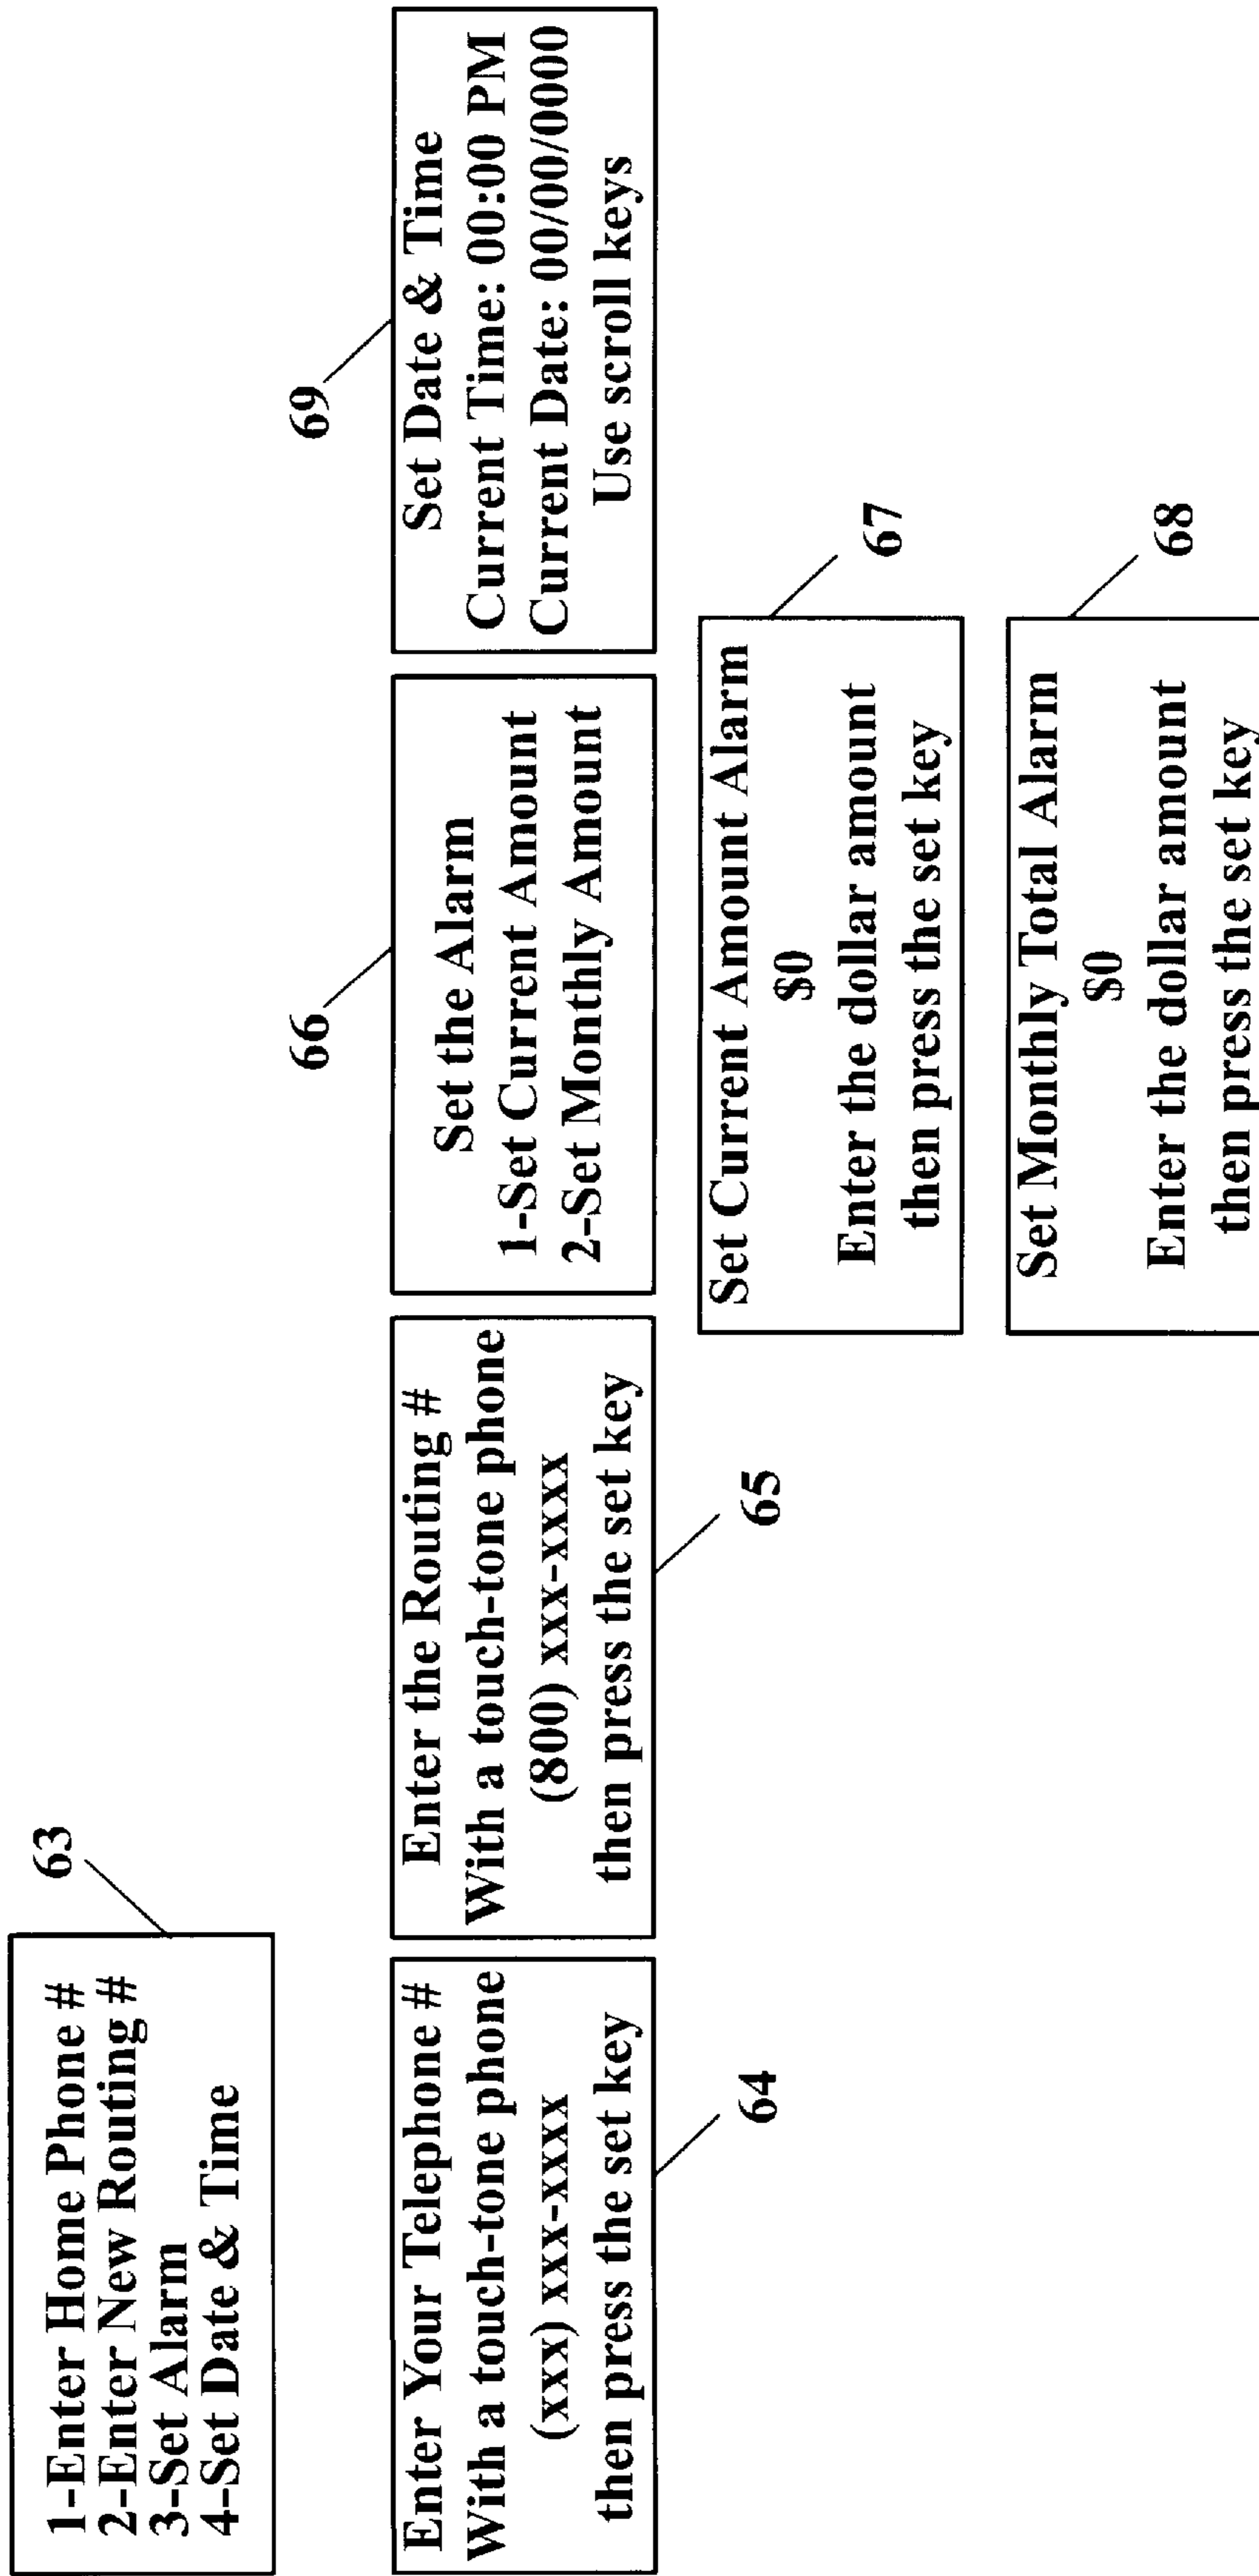 63
1-Enter Home Phone #
2-Enter New Routing #
3-Set Alarm
4-Set Date & Time
Enter Your Telephone #
With a touch-tone phone
(xxx) xxx-xxxx
then press the set key
64
Enter the Routing #
With a touch-tone phone
(800) xxx-xxxx
then press the set key
65
66
Set the Alarm
1-Set Current Amount
2-Set Monthly Amount
69
Set Date & Time
Current Time: 00:00 PM
Current Date: 00/00/0000
Use scroll keys
67
Set Current Amount Alarm
$0
Enter the dollar amount
then press the set key
68
Set Monthly Total Alarm
$0
Enter the dollar amount
then press the set key